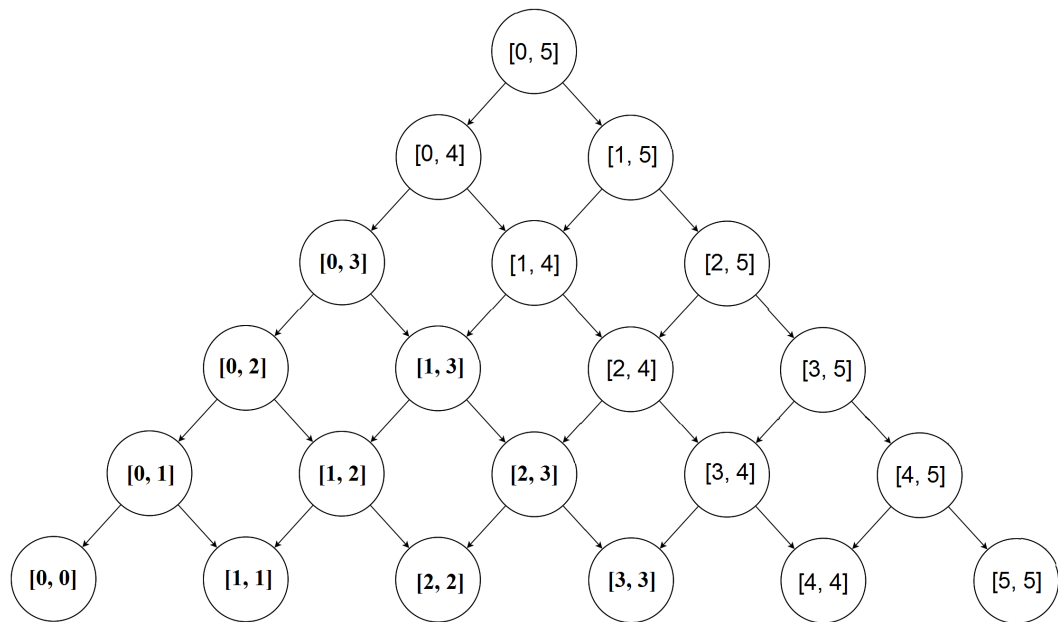 [0, 5]
[0, 4] [1, 5]
[0, 3] [1, 4] [2, 5]
[0, 2] [1, 3] [2, 4] [3, 5]
[0, 1] [1, 2] [2, 3] [3, 4] [4, 5]
[0, 0] [1, 1] [2, 2] [3, 3] [4, 4] [5, 5]